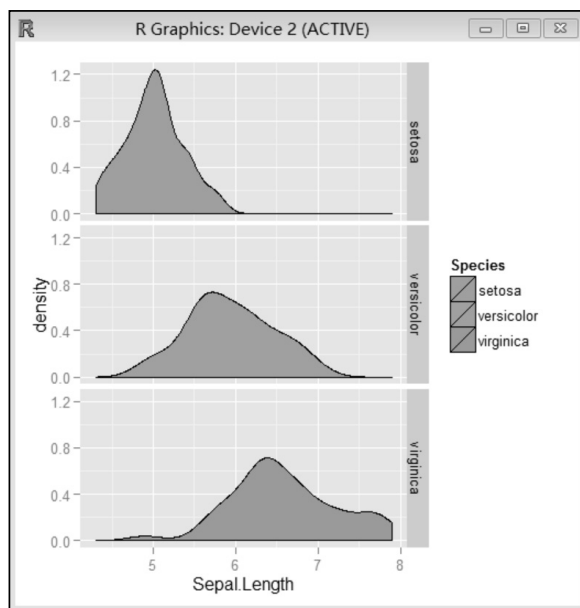 R Graphics: Device 2 (ACTIVE)
1.2
0.8
0.4
0.0
setosa
1.2
0.8
0.4
0.0
versicolor
1.2
0.8
0.4
0.0
virginica
density
5 6 7 8
Sepal.Length
Species
setosa
versicolor
virginica